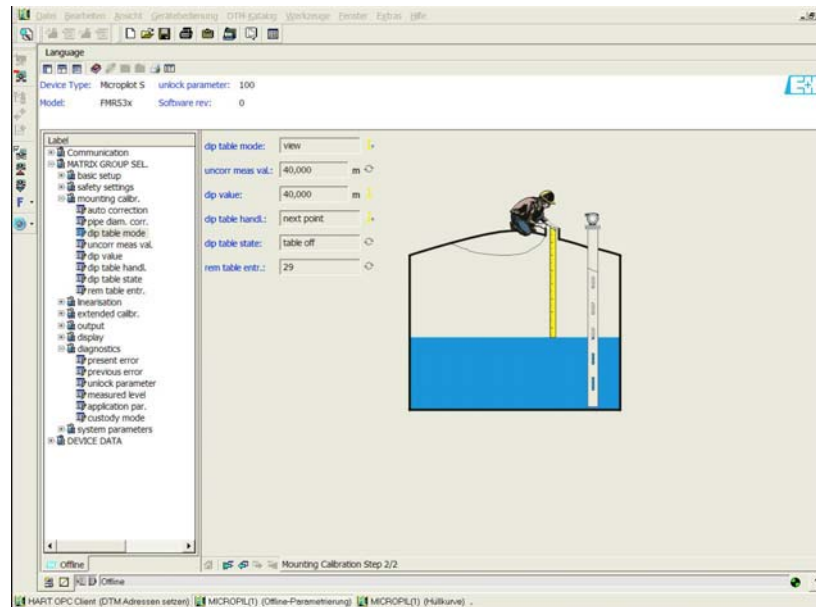 Datei Bearbeiten Ansicht Gerätebedienung DTM-Katalog Werkzeuge Fenster Extras Hilfe
Language
Device Type: Micropilot S unlock parameter: 100
Model: FMR53x Software rev: 0
E+H
Label
Communication
MATRIX GROUP SEL.
basic setup
safety settings
mounting calibr.
auto correction
pipe diam. corr.
dip table mode
uncorr meas val.
dip value
dip table handl.
dip table state
rem table entr.
linearisation
extended calibr.
output
display
diagnostics
present error
previous error
unlock parameter
measured level
application par.
custody mode
system parameters
DEVICE DATA
dip table mode: view
uncorr meas val.: 40,000 m
dip value: 40,000 m
dip table handl.: next point
dip table state: table off
rem table entr.: 29
F
Offline
Mounting Calibration Step 2/2
Offline
HART OPC Client (DTM Adressen setzen) MICROPIL(1) (Offline-Parametrierung) MICROPIL(1) (Hüllkurve)